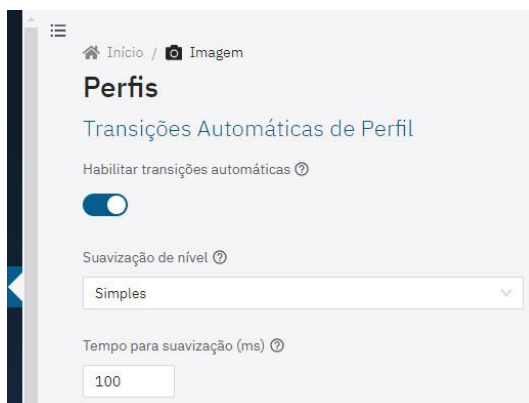 Início / Imagem
Perfis
Transições Automáticas de Perfil
Habilitar transições automáticas
Suavização de nível
Simples
Tempo para suavização (ms)
100